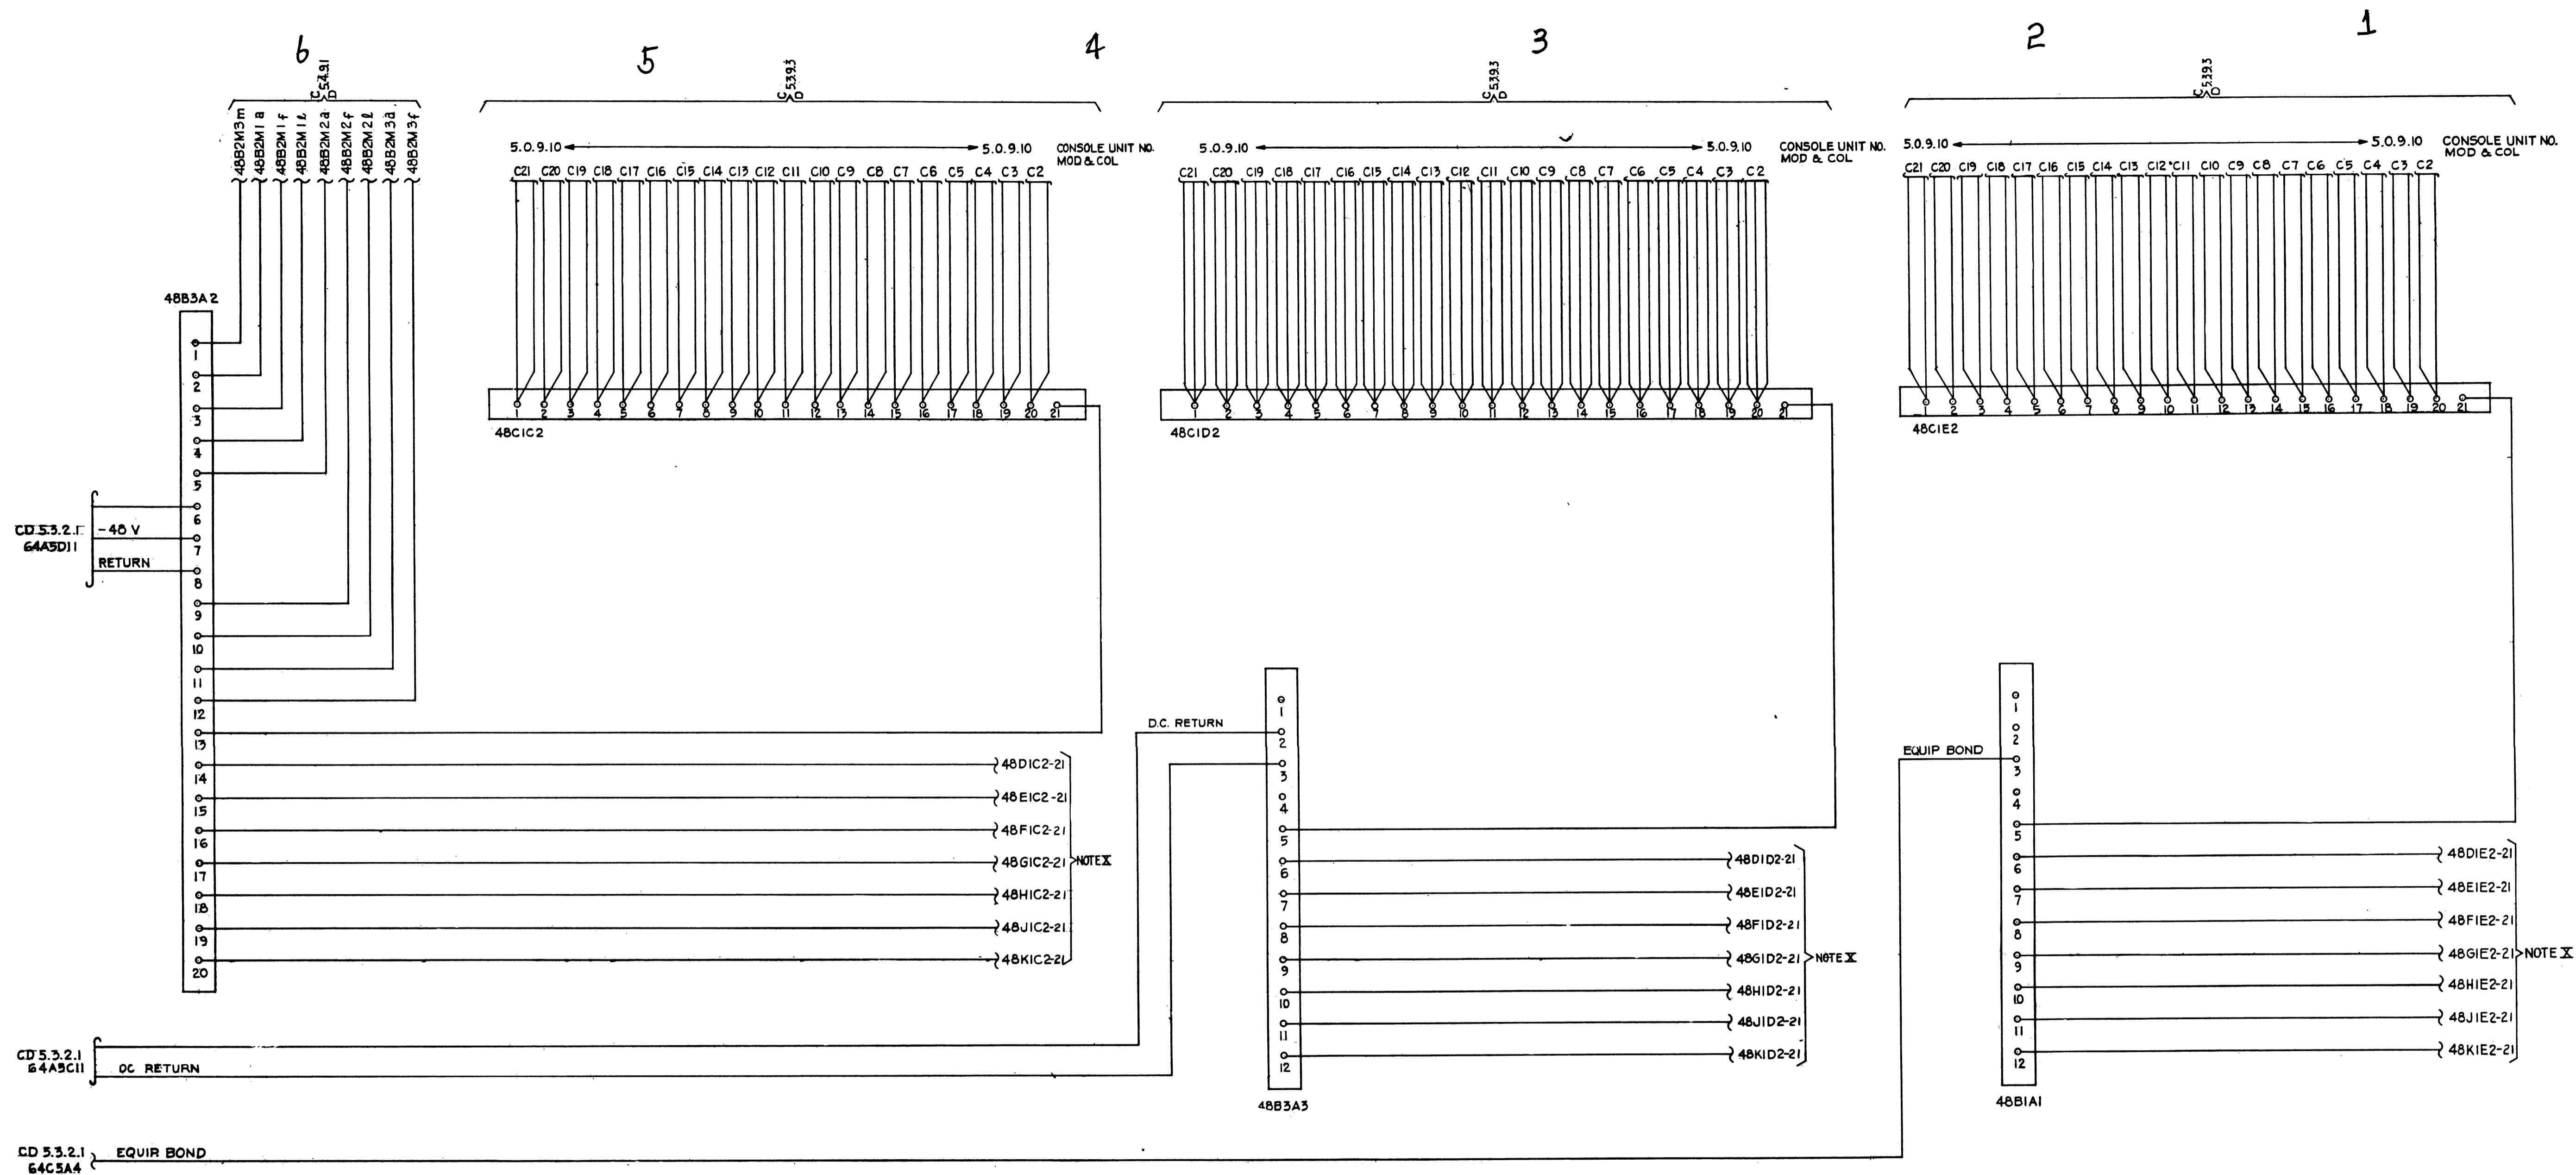 6
5
4
3
2
1
C 5.4.9.1
D
C 5.3.9.3
D
C 5.3.9.3
D
C 5.3.9.3
D
48B2M3m
48B2M1a
48B2M1f
48B2M1l
48B2M2a
48B2M2f
48B2M2l
48B2M3a
48B2M3f
5.0.9.10 5.0.9.10 CONSOLE UNIT NO.
MOD & COL
C21 C20 C19 C18 C17 C16 C15 C14 C13 C12 C11 C10 C9 C8 C7 C6 C5 C4 C3 C2
5.0.9.10 5.0.9.10 CONSOLE UNIT NO.
MOD & COL
C21 C20 C19 C18 C17 C16 C15 C14 C13 C12 C11 C10 C9 C8 C7 C6 C5 C4 C3 C2
5.0.9.10 5.0.9.10 CONSOLE UNIT NO.
MOD & COL
C21 C20 C19 C18 C17 C16 C15 C14 C13 C12 C11 C10 C9 C8 C7 C6 C5 C4 C3 C2
1 2 3 4 5 6 7 8 9 10 11 12 13 14 15 16 17 18 19 20 21
48C1C2
1 2 3 4 5 6 7 8 9 10 11 12 13 14 15 16 17 18 19 20 21
48C1D2
1 2 3 4 5 6 7 8 9 10 11 12 13 14 15 16 17 18 19 20 21
48C1E2
48B3A2
1
2
3
4
5
6
7
8
9
10
11
12
13
14
15
16
17
18
19
20
CD 5.3.2.1
64A5D11
-48 V
RETURN
48D1C2-21
48E1C2-21
48F1C2-21
48G1C2-21
48H1C2-21
48J1C2-21
48K1C2-21
NOTE X
D.C. RETURN
1
2
3
4
5
6
7
8
9
10
11
12
48B3A3
48D1D2-21
48E1D2-21
48F1D2-21
48G1D2-21
48H1D2-21
48J1D2-21
48K1D2-21
NOTE X
EQUIP BOND
1
2
3
4
5
6
7
8
9
10
11
12
48B1A1
48D1E2-21
48E1E2-21
48F1E2-21
48G1E2-21
48H1E2-21
48J1E2-21
48K1E2-21
NOTE X
CD 5.3.2.1
64A5C11
DC RETURN
CD 5.3.2.1
64C5A4
EQUIP BOND